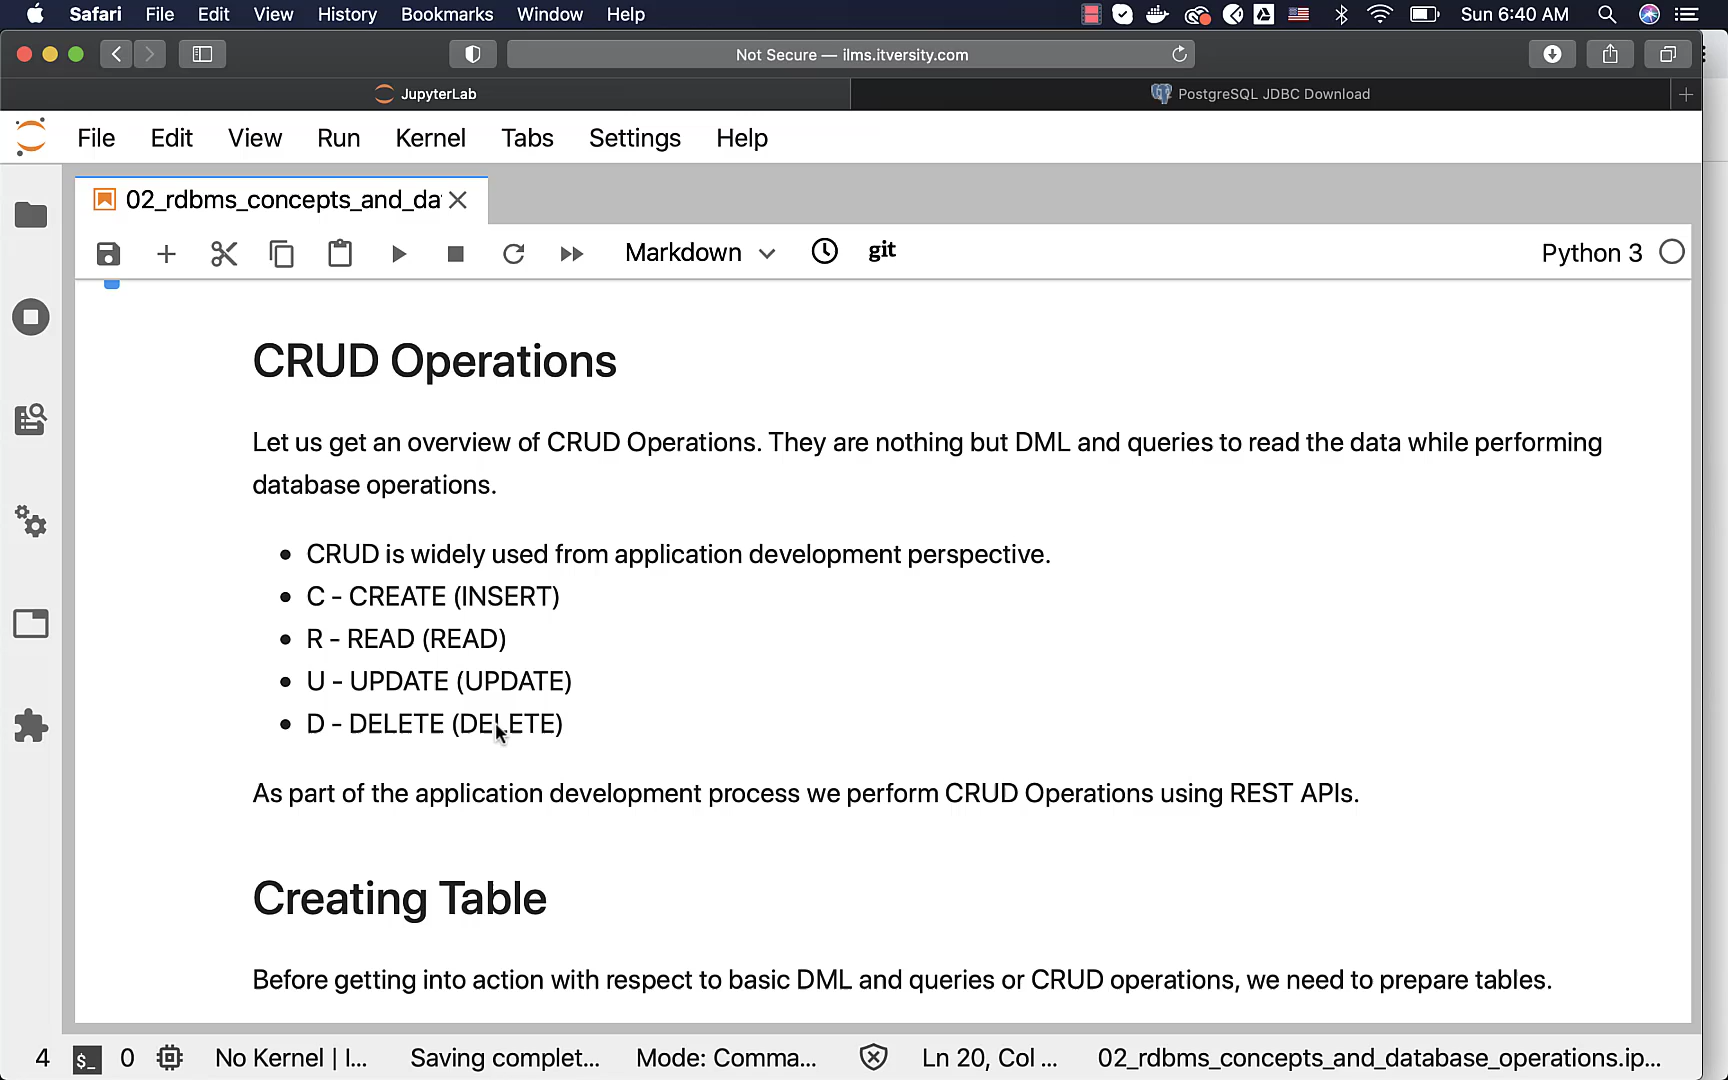 Safari File Edit View History Bookmarks Window Help Sun 6:40 AM
Not Secure — ilms.itversity.com
JupyterLab PostgreSQL JDBC Download
File Edit View Run Kernel Tabs Settings Help
02_rdbms_concepts_and_da
Markdown git Python 3
CRUD Operations
Let us get an overview of CRUD Operations. They are nothing but DML and queries to read the data while performing
database operations.
• CRUD is widely used from application development perspective.
• C - CREATE (INSERT)
• R - READ (READ)
• U - UPDATE (UPDATE)
• D - DELETE (DELETE)
As part of the application development process we perform CRUD Operations using REST APIs.
Creating Table
Before getting into action with respect to basic DML and queries or CRUD operations, we need to prepare tables.
4 $_ 0 No Kernel | I... Saving complet... Mode: Comma... Ln 20, Col ... 02_rdbms_concepts_and_database_operations.ip...